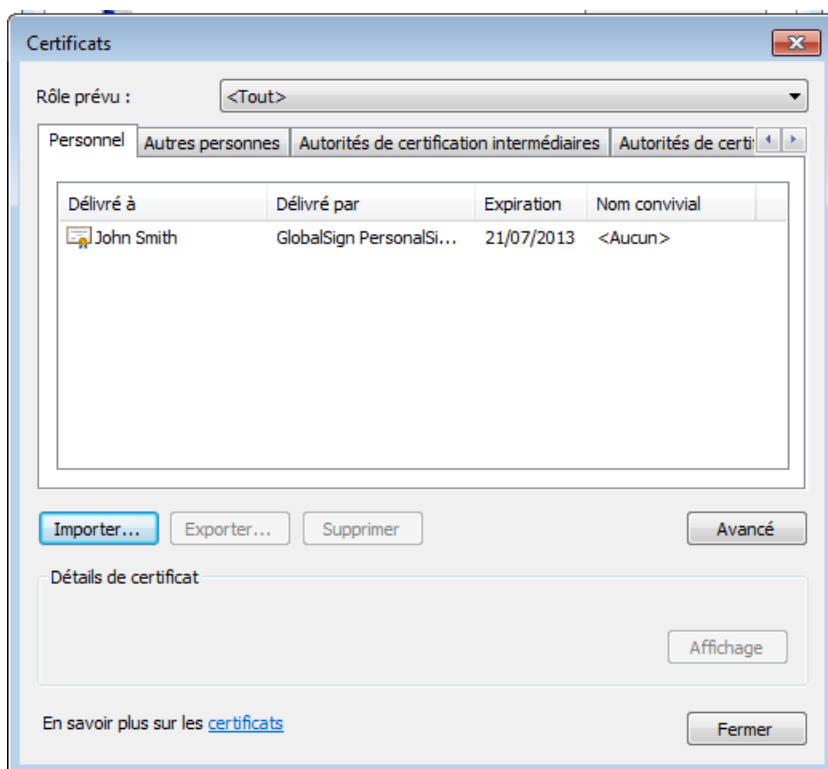 Certificats
Rôle prévu : <Tout>
Personnel Autres personnes Autorités de certification intermédiaires Autorités de certi
Délivré à Délivré par Expiration Nom convivial
John Smith GlobalSign PersonalSi... 21/07/2013 <Aucun>
Importer... Exporter... Supprimer Avancé
Détails de certificat
Affichage
En savoir plus sur les certificats
Fermer